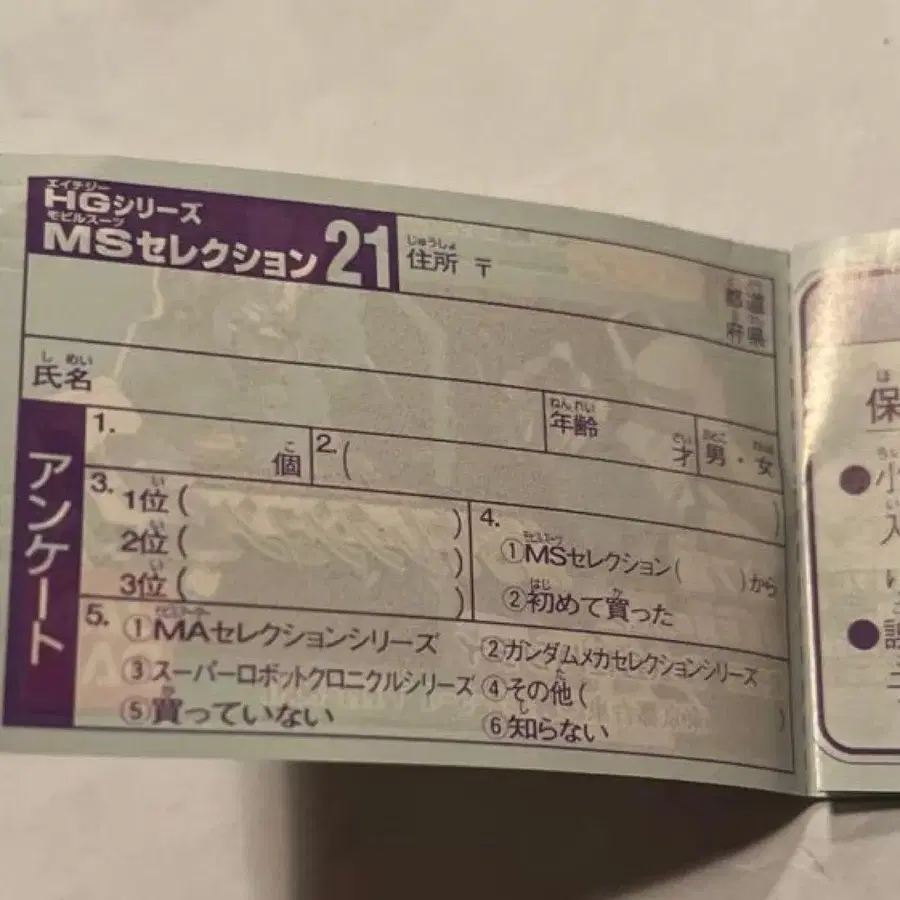 エイチジー
HGシリーズ
モビルスーツ
MSセレクション21
じゅうしょ
住所 〒
都道
府県
しめい
氏名
ねんれい
年齢
さい
才
おとこ
男・女
アンケート
1.
こ
個
2.(
)
3.
い
1位( )
い
2位( )
い
3位( )
4.
モビルスーツ
①MSセレクション( )から
はじ か
②初めて買った
5.
モビルアーマー
①MAセレクションシリーズ
②ガンダムメカセレクションシリーズ
③スーパーロボットクロニクルシリーズ
た
④その他(
)
か
⑤買っていない
し
⑥知らない
ほ
保
●小
い
入
●